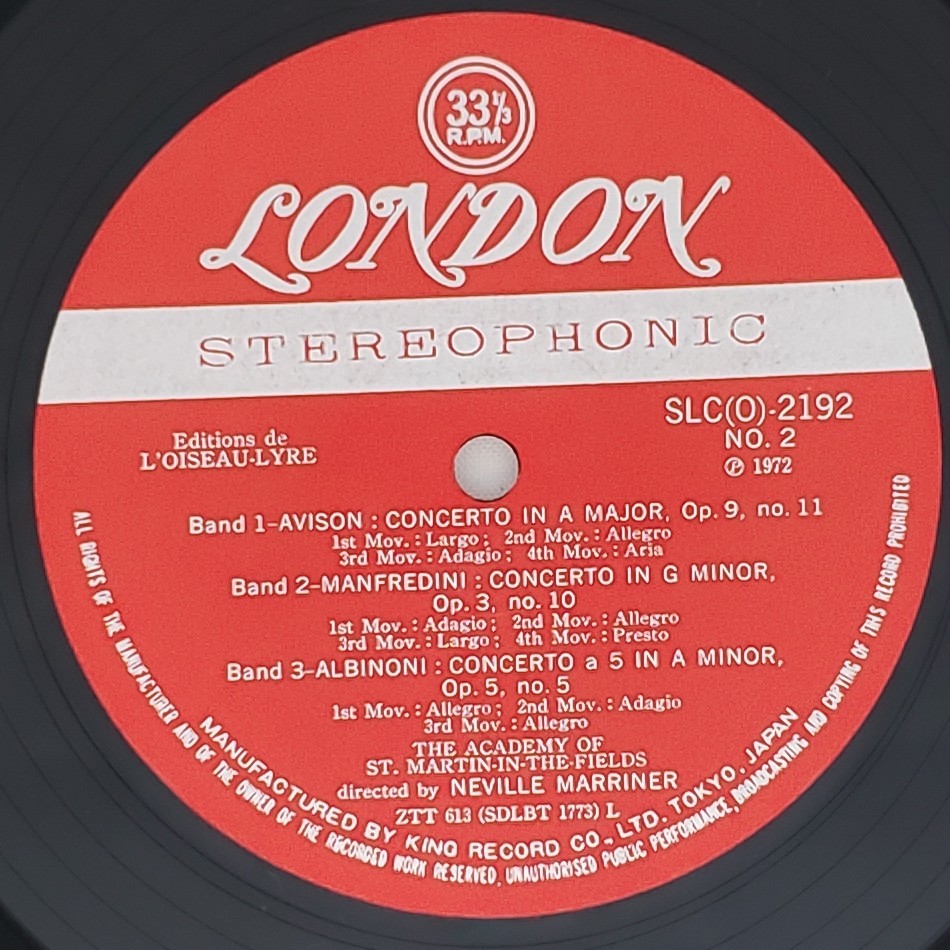 33 1/3
R.P.M.
LONDON
STEREOPHONIC
SLC(O)-2192
NO. 2
℗ 1972
Editions de
L'OISEAU-LYRE
Band 1–AVISON : CONCERTO IN A MAJOR, Op. 9, no. 11
1st Mov. : Largo ; 2nd Mov. : Allegro
3rd Mov. : Adagio ; 4th Mov. : Aria
Band 2–MANFREDINI : CONCERTO IN G MINOR,
Op. 3, no. 10
1st Mov. : Adagio ; 2nd Mov. : Allegro
3rd Mov. : Largo ; 4th Mov. : Presto
Band 3–ALBINONI : CONCERTO a 5 IN A MINOR,
Op. 5, no. 5
1st Mov. : Allegro ; 2nd Mov. : Adagio
3rd Mov. : Allegro
THE ACADEMY OF
ST. MARTIN-IN-THE-FIELDS
directed by NEVILLE MARRINER
ZTT 613 (SDLBT 1773) L
MANUFACTURED BY KING RECORD CO., LTD. TOKYO. JAPAN
ALL RIGHTS OF THE MANUFACTURER AND OF THE OWNER OF THE RECORDED WORK RESERVED, UNAUTHORISED PUBLIC PERFORMANCE, BROADCASTING AND COPYING OF THIS RECORD PROHIBITED